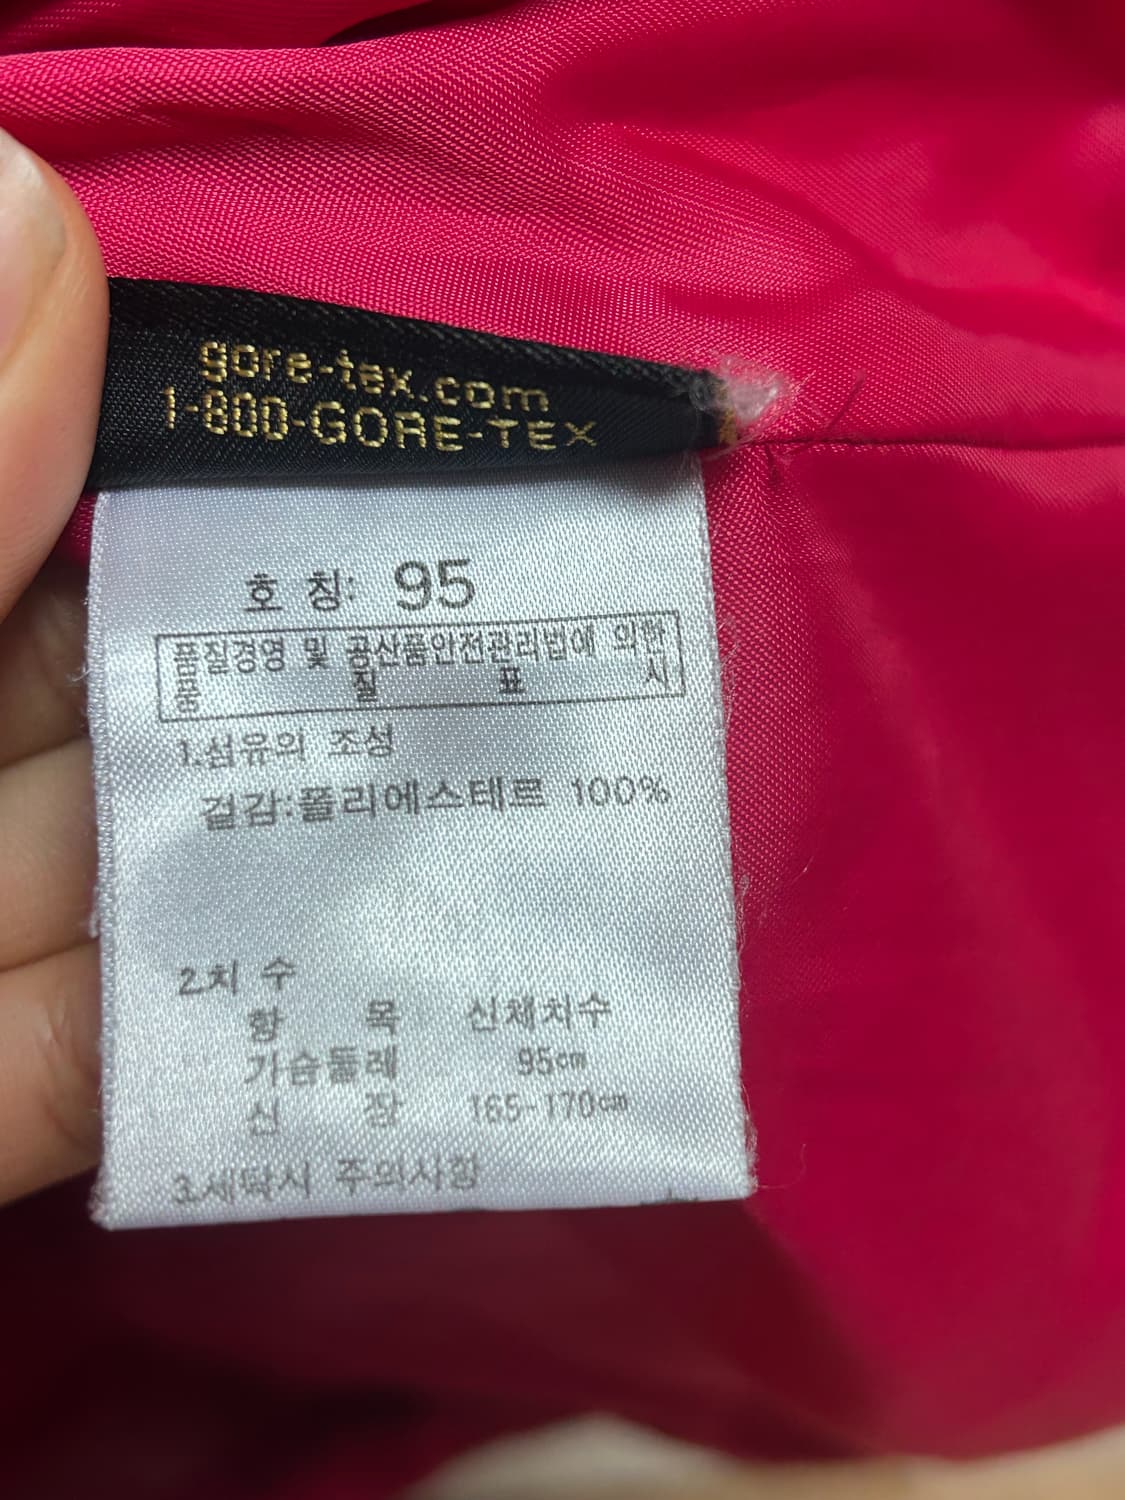 gore-tex.com
1-800-GORE-TEX
호 칭: 95
품질경영 및 공산품안전관리법에 의한
품 질 표 시
1.섬유의 조성
겉감:폴리에스테르 100%
2.치 수
항 목 신체치수
가슴둘레 95cm
신 장 165-170cm
3.세탁시 주의사항